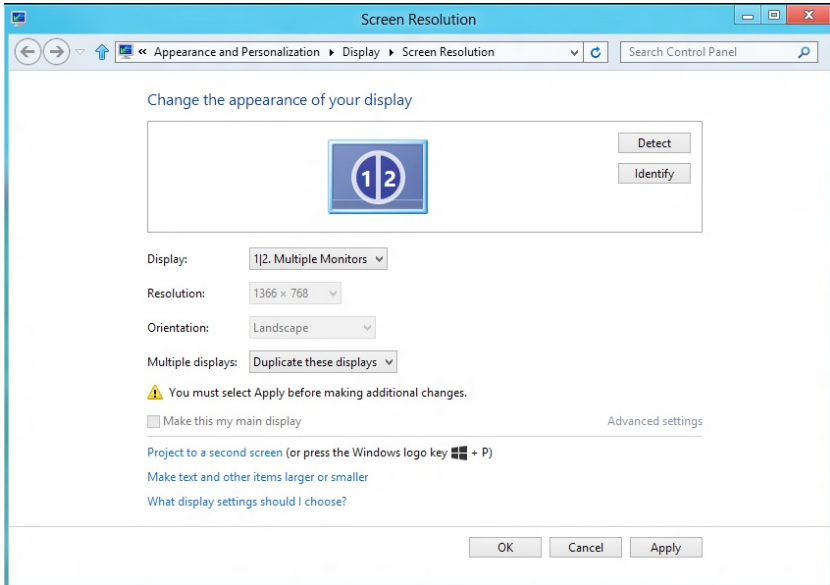 Screen Resolution
« Appearance and Personalization Display Screen Resolution Search Control Panel
Change the appearance of your display
Detect
1|2
Identify
Display: 1|2. Multiple Monitors
Resolution: 1366 × 768
Orientation: Landscape
Multiple displays: Duplicate these displays
You must select Apply before making additional changes.
Make this my main display Advanced settings
Project to a second screen (or press the Windows logo key + P)
Make text and other items larger or smaller
What display settings should I choose?
OK Cancel Apply